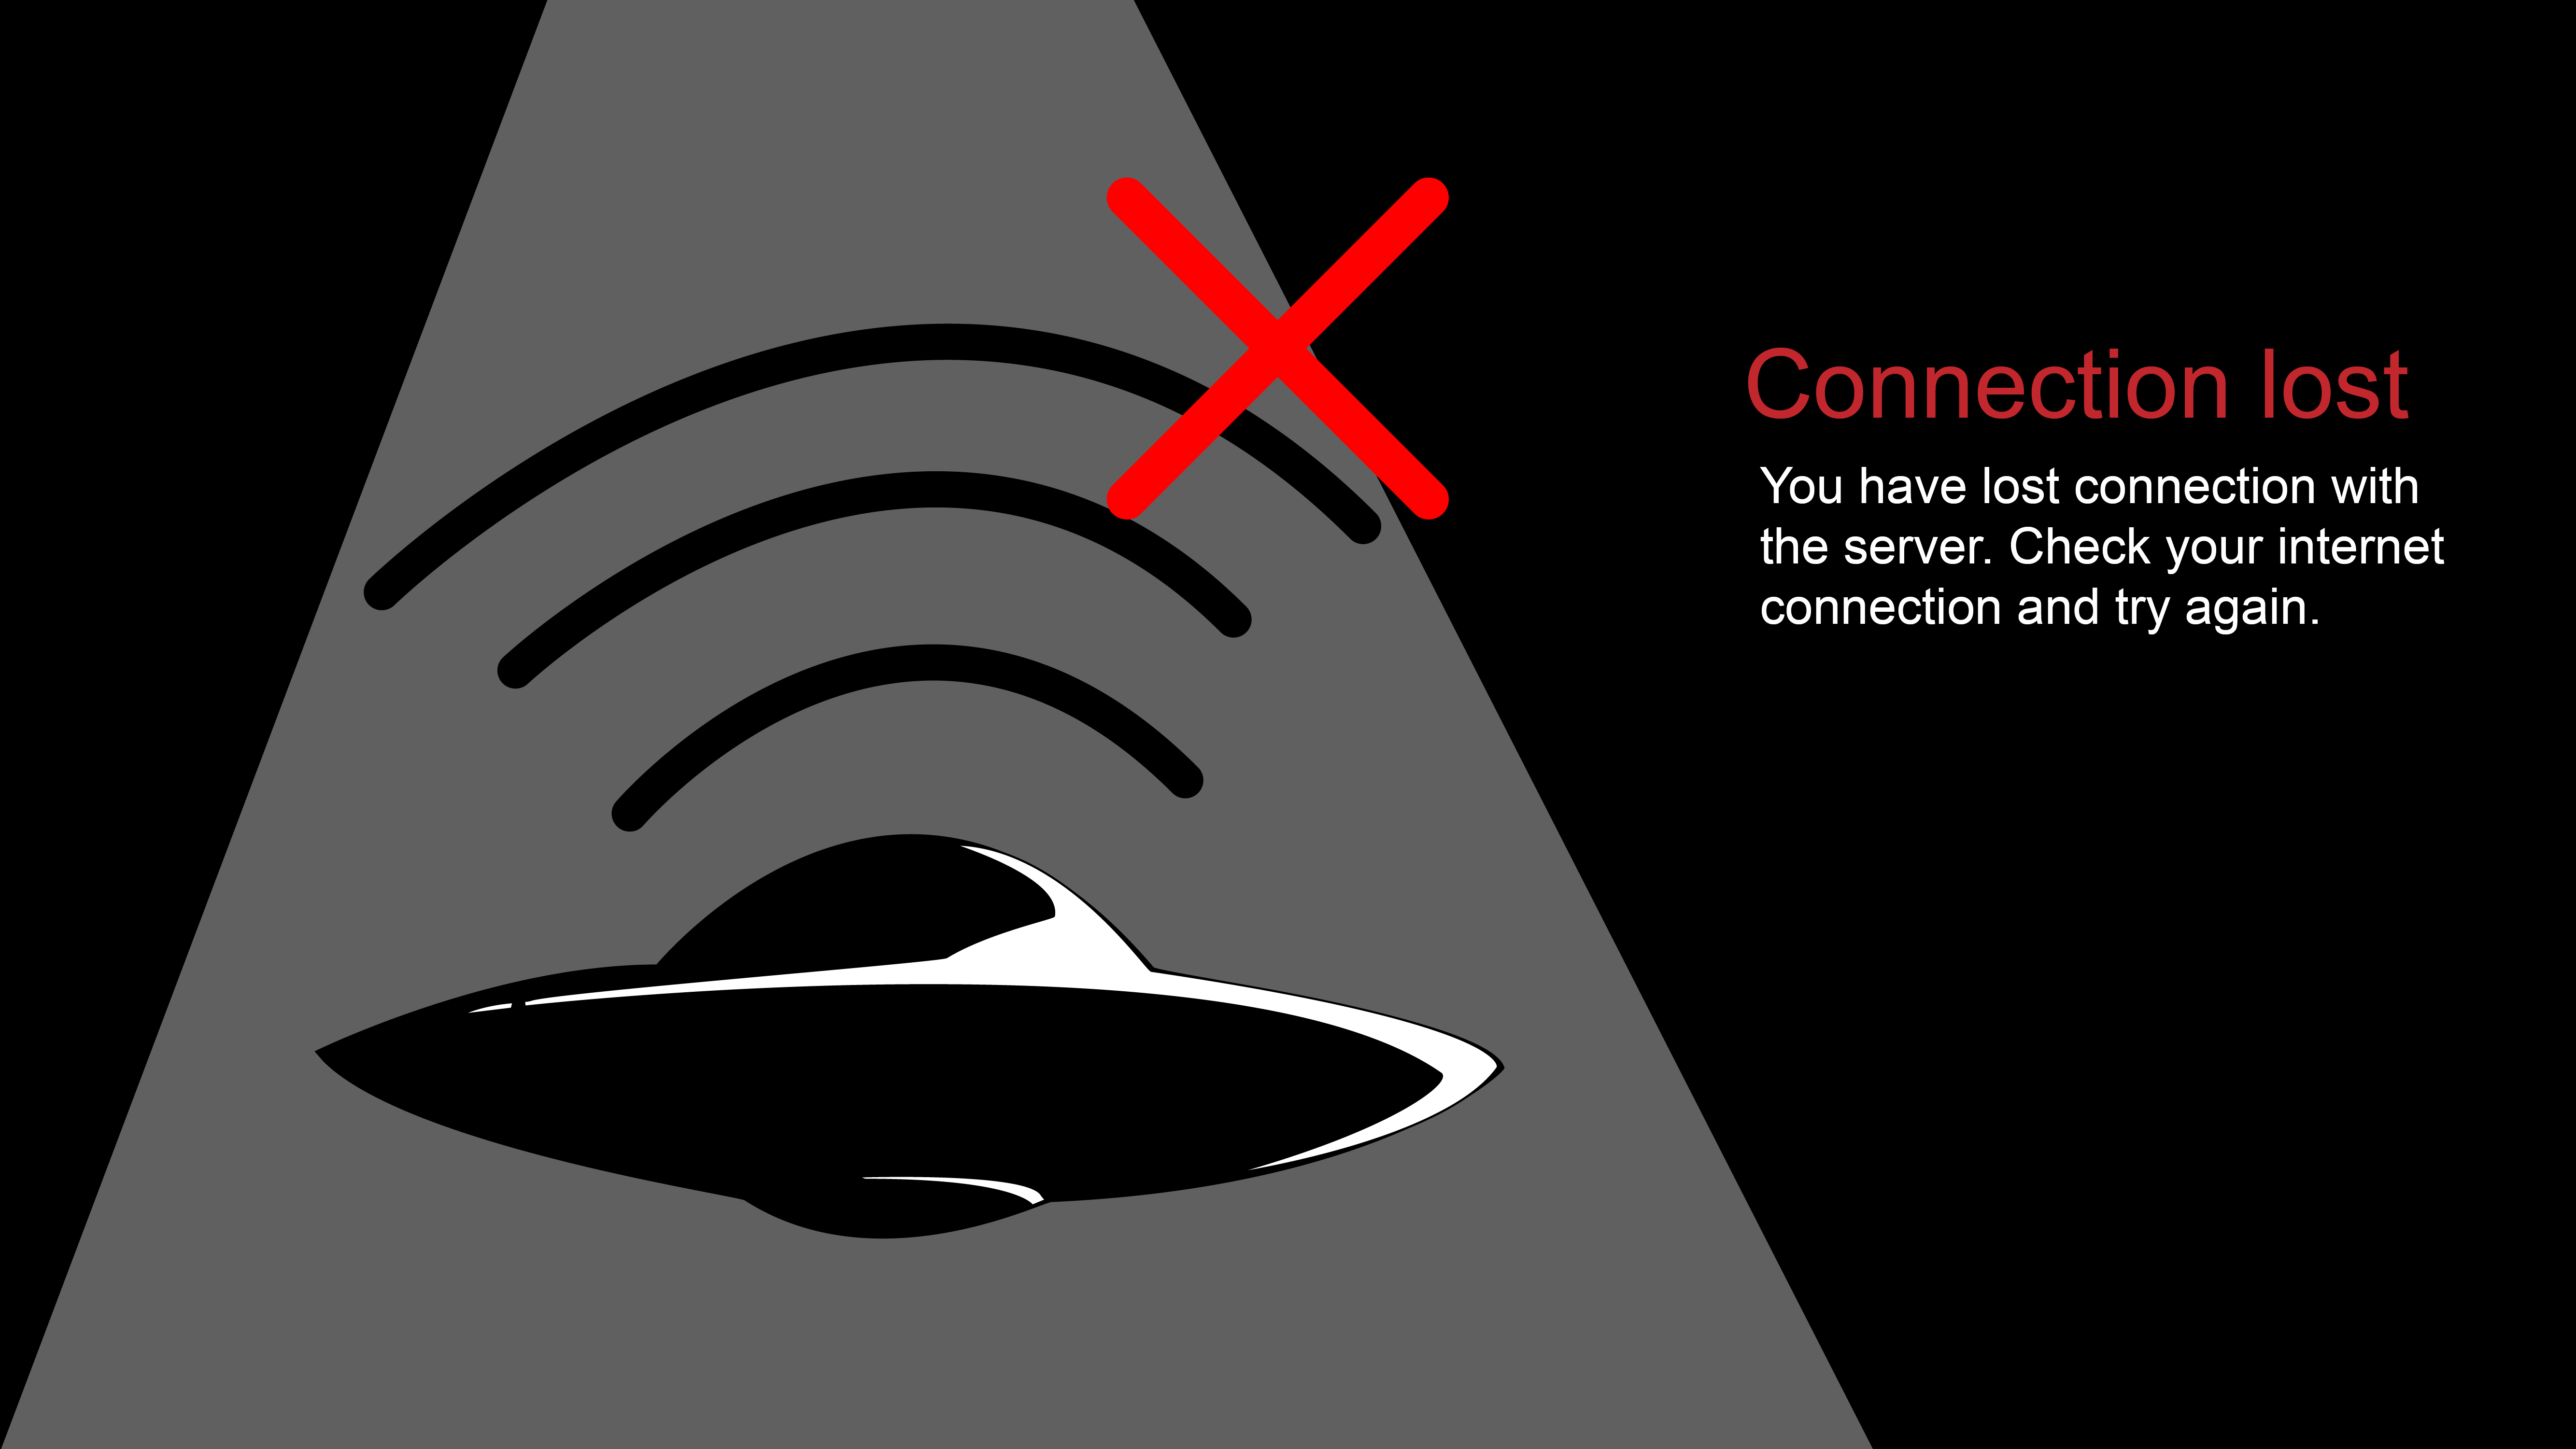 Connection lost
You have lost connection with
the server. Check your internet
connection and try again.